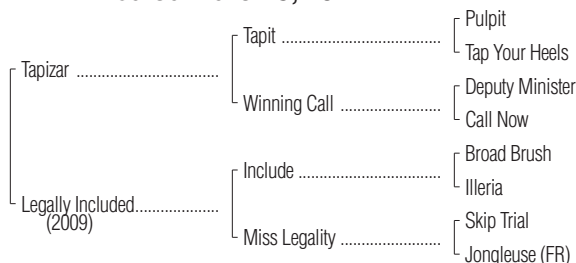 Pulpit
Tapit ..........................................
Tap Your Heels
Tapizar ......................................
Deputy Minister
Winning Call ..........................
Call Now
Broad Brush
Include .....................................
Illeria
Legally Included......................
(2009)
Skip Trial
Miss Legality ..........................
Jongleuse (FR)